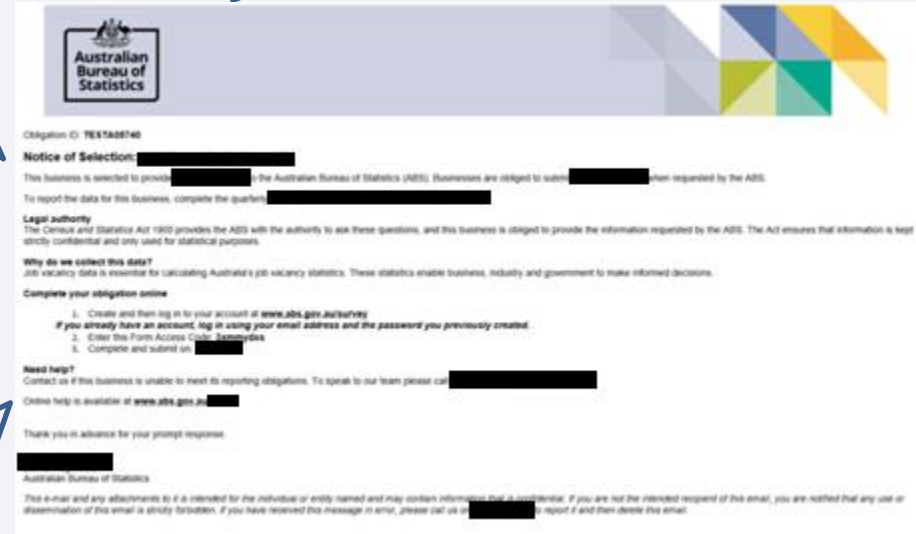 Australian
Bureau of
Statistics
Obligation ID: TESTA05740
Notice of Selection:
This business is selected to provide the Australian Bureau of Statistics (ABS). Businesses are obliged to submit when requested by the ABS.
To report the data for this business, complete the quarterly
Legal authority
The Census and Statistics Act 1905 provides the ABS with the authority to ask these questions, and this business is obliged to provide the information requested by the ABS. The Act ensures that information is kept
strictly confidential and only used for statistical purposes.
Why do we collect this data?
Job vacancy data is essential for calculating Australia's job vacancy statistics. These statistics enable business, industry and government to make informed decisions.
Complete your obligation online
1. Create and then log in to your account at www.abs.gov.au/survey
If you already have an account, log in using your email address and the password you previously created.
2. Enter this Form Access Code:
3. Complete and submit on:
Need help?
Contact us if this business is unable to meet its reporting obligations. To speak to our team please call
Online help is available at www.abs.gov.au
Thank you in advance for your prompt response.
Australian Bureau of Statistics
This e-mail and any attachments to it is intended for the individual or entity named and may contain information that is confidential. If you are not the intended recipient of this email, you are notified that any use or
dissemination of this email is strictly forbidden. If you have received this message in error, please call us on to report it and then delete this email.